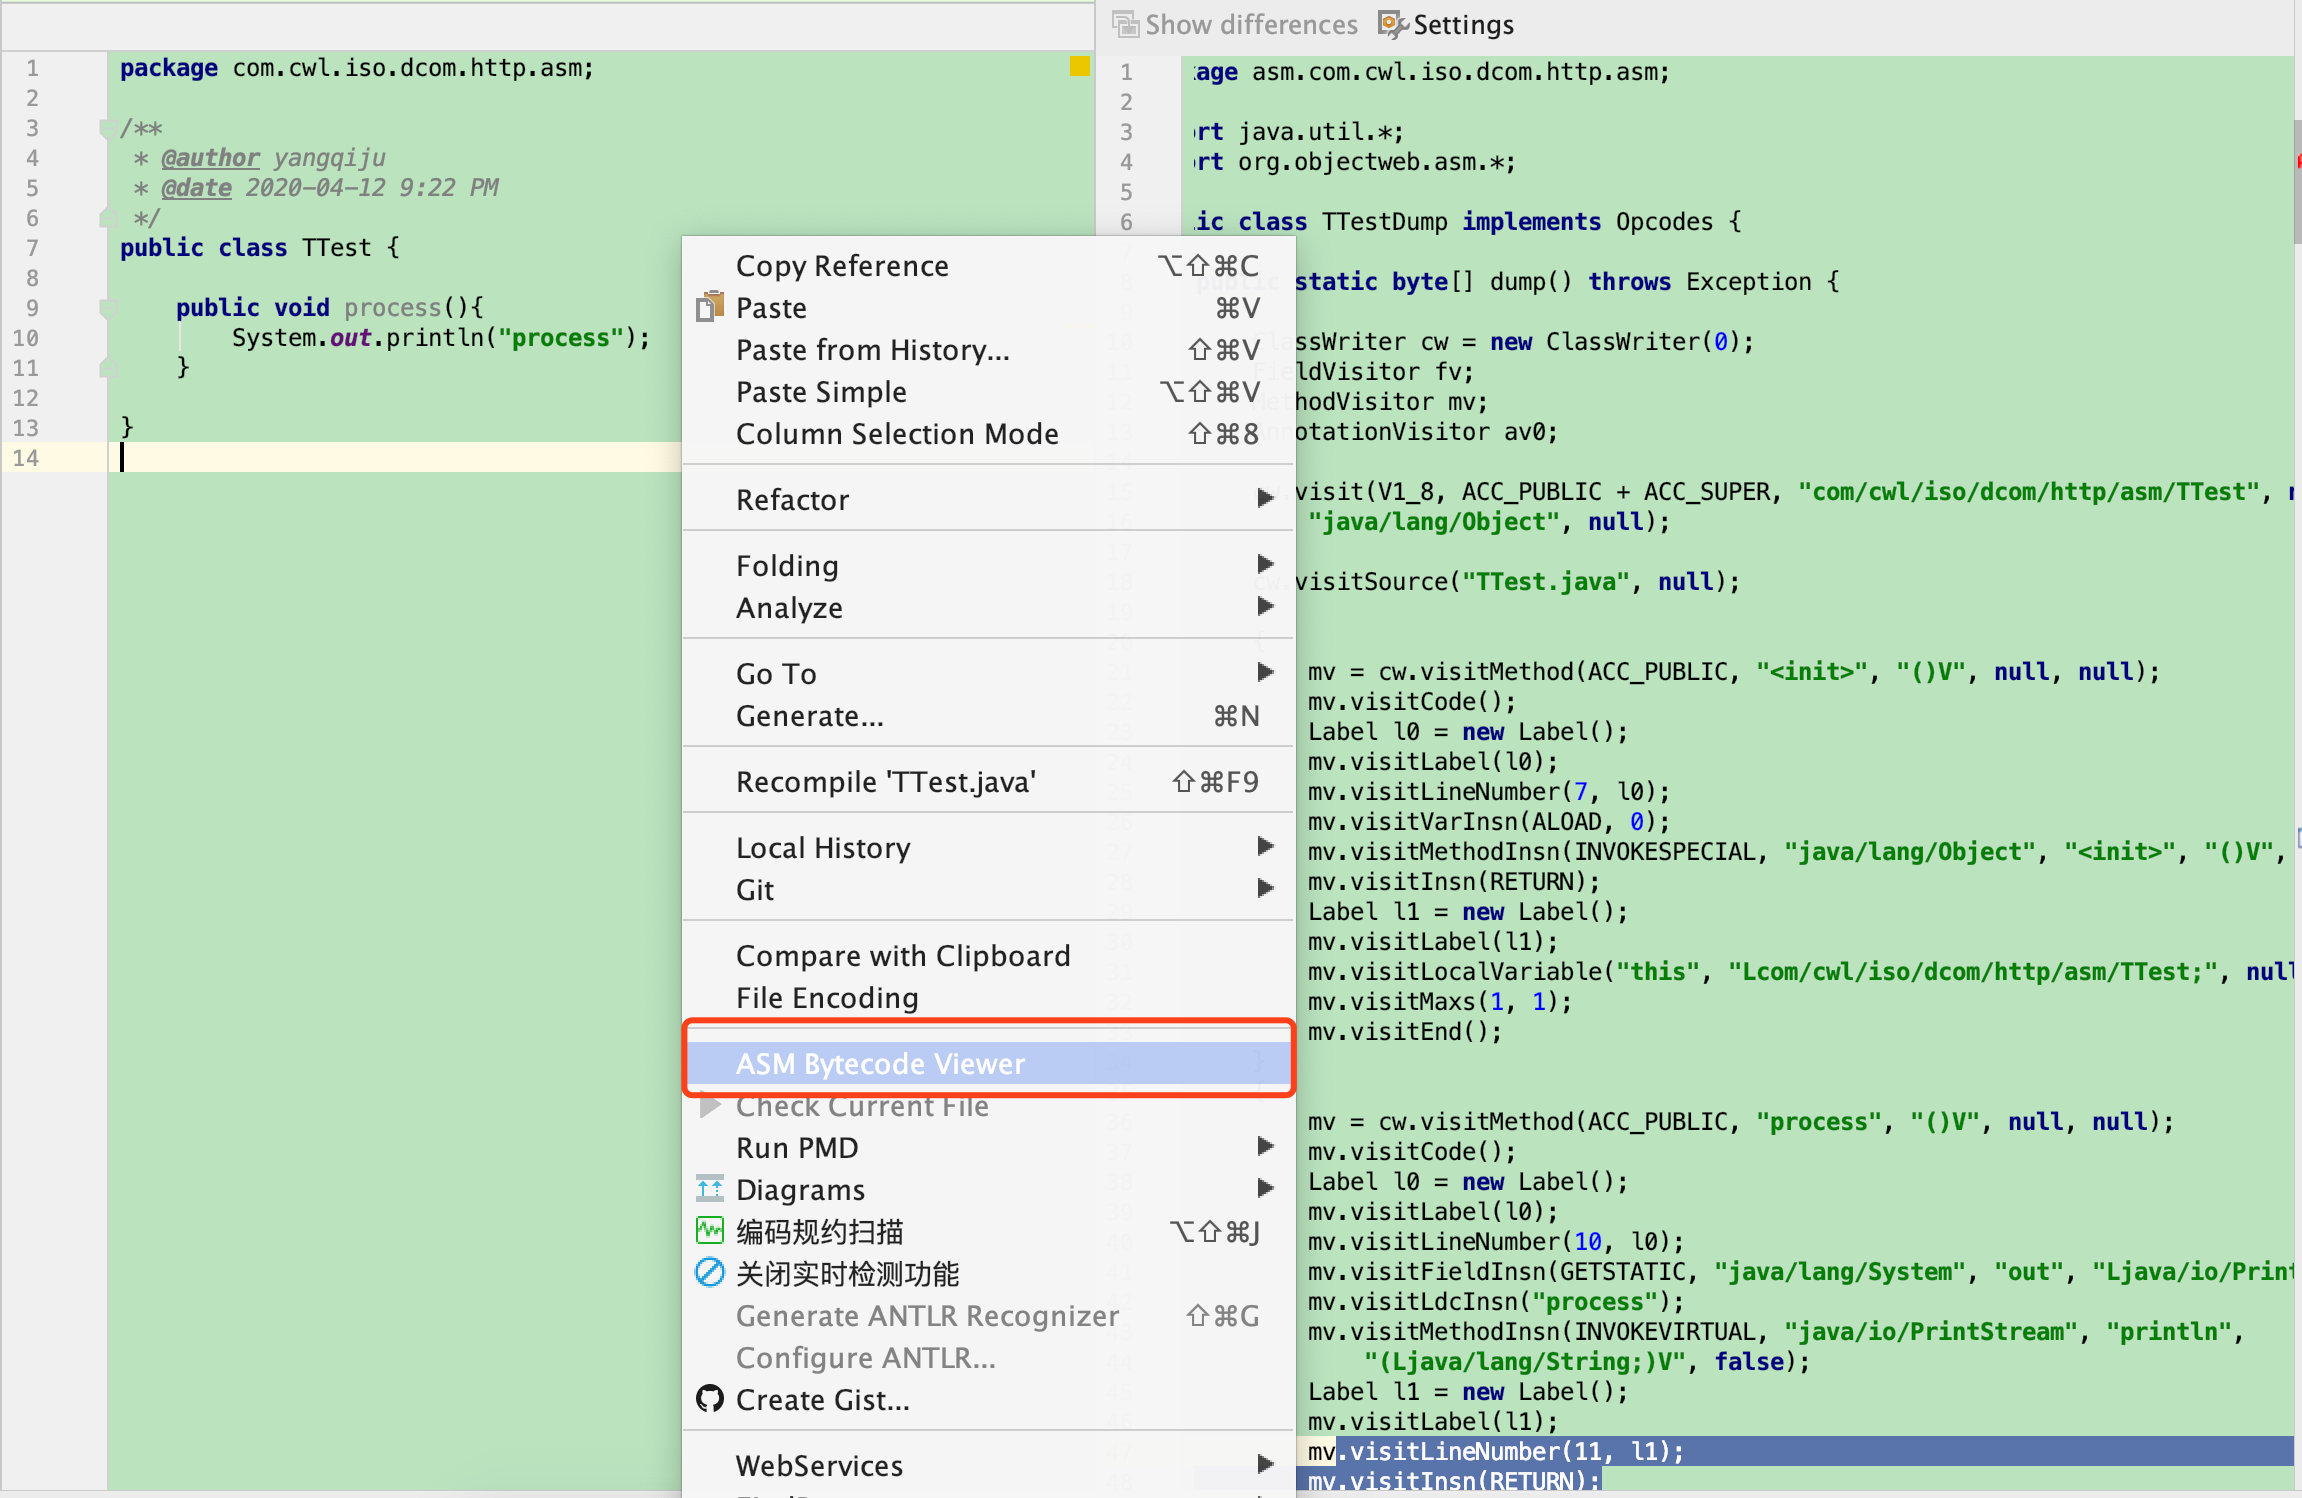 Show differences Settings
1 package com.cwl.iso.dcom.http.asm;
2
3 /**
4 * @author yangqiju
5 * @date 2020-04-12 9:22 PM
6 */
7 public class TTest {
8
9 public void process(){
10 System.out.println("process");
11 }
12
13 }
14
Copy Reference ⌥⇧⌘C
Paste ⌘V
Paste from History... ⇧⌘V
Paste Simple ⌥⇧⌘V
Column Selection Mode ⇧⌘8
Refactor
Folding
Analyze
Go To
Generate... ⌘N
Recompile 'TTest.java' ⇧⌘F9
Local History
Git
Compare with Clipboard
File Encoding
ASM Bytecode Viewer
Check Current File
Run PMD
Diagrams
编码规约扫描 ⌥⇧⌘J
关闭实时检测功能
Generate ANTLR Recognizer ⇧⌘G
Configure ANTLR...
Create Gist...
WebServices
1 kage asm.com.cwl.iso.dcom.http.asm;
2
3 ort java.util.*;
4 ort org.objectweb.asm.*;
5
6 lic class TTestDump implements Opcodes {
public static byte[] dump() throws Exception {
ClassWriter cw = new ClassWriter(0);
FieldVisitor fv;
MethodVisitor mv;
AnnotationVisitor av0;
.visit(V1_8, ACC_PUBLIC + ACC_SUPER, "com/cwl/iso/dcom/http/asm/TTest",
"java/lang/Object", null);
cw.visitSource("TTest.java", null);
{
mv = cw.visitMethod(ACC_PUBLIC, "<init>", "()V", null, null);
mv.visitCode();
Label l0 = new Label();
mv.visitLabel(l0);
mv.visitLineNumber(7, l0);
mv.visitVarInsn(ALOAD, 0);
mv.visitMethodInsn(INVOKESPECIAL, "java/lang/Object", "<init>", "()V",
mv.visitInsn(RETURN);
Label l1 = new Label();
mv.visitLabel(l1);
mv.visitLocalVariable("this", "Lcom/cwl/iso/dcom/http/asm/TTest;", null
mv.visitMaxs(1, 1);
mv.visitEnd();
}
mv = cw.visitMethod(ACC_PUBLIC, "process", "()V", null, null);
mv.visitCode();
Label l0 = new Label();
mv.visitLabel(l0);
mv.visitLineNumber(10, l0);
mv.visitFieldInsn(GETSTATIC, "java/lang/System", "out", "Ljava/io/Print
mv.visitLdcInsn("process");
mv.visitMethodInsn(INVOKEVIRTUAL, "java/io/PrintStream", "println",
"(Ljava/lang/String;)V", false);
Label l1 = new Label();
mv.visitLabel(l1);
mv.visitLineNumber(11, l1);
mv.visitInsn(RETURN);